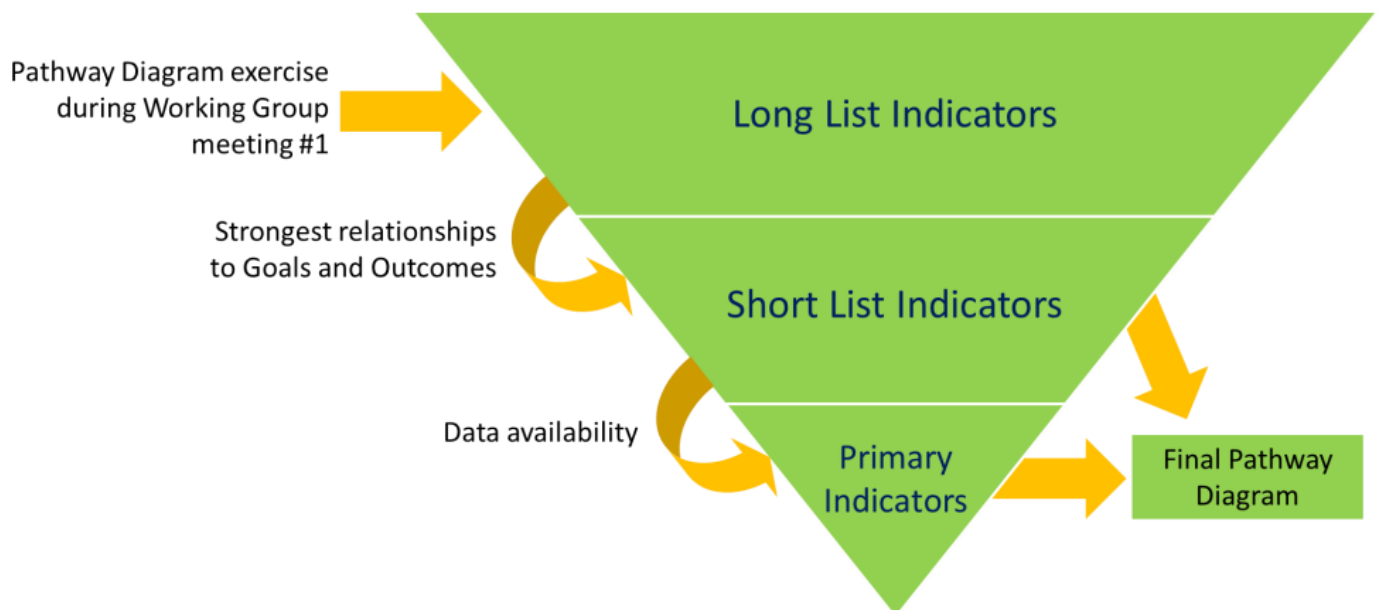 Pathway Diagram exercise
during Working Group
meeting #1
Long List Indicators
Strongest relationships
to Goals and Outcomes
Short List Indicators
Data availability
Primary
Indicators
Final Pathway
Diagram